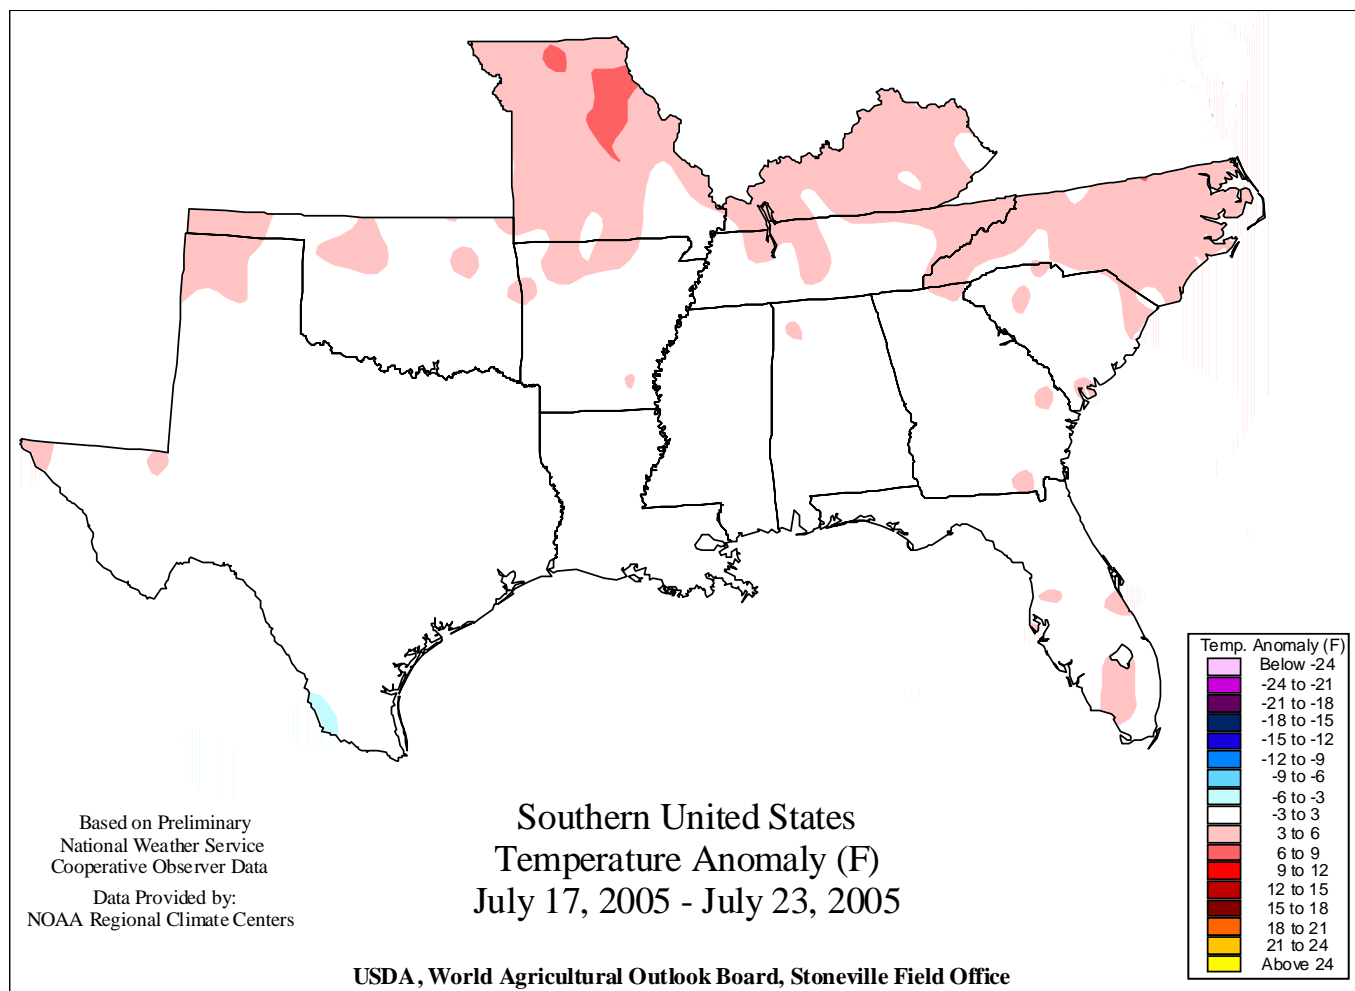 Temp. Anomaly (F)
Below -24
-24 to -21
-21 to -18
-18 to -15
-15 to -12
-12 to -9
-9 to -6
-6 to -3
-3 to 3
3 to 6
6 to 9
9 to 12
12 to 15
15 to 18
18 to 21
21 to 24
Above 24
Based on Preliminary
National Weather Service
Cooperative Observer Data
Data Provided by:
NOAA Regional Climate Centers
Southern United States
Temperature Anomaly (F)
July 17, 2005 - July 23, 2005
USDA, World Agricultural Outlook Board, Stoneville Field Office